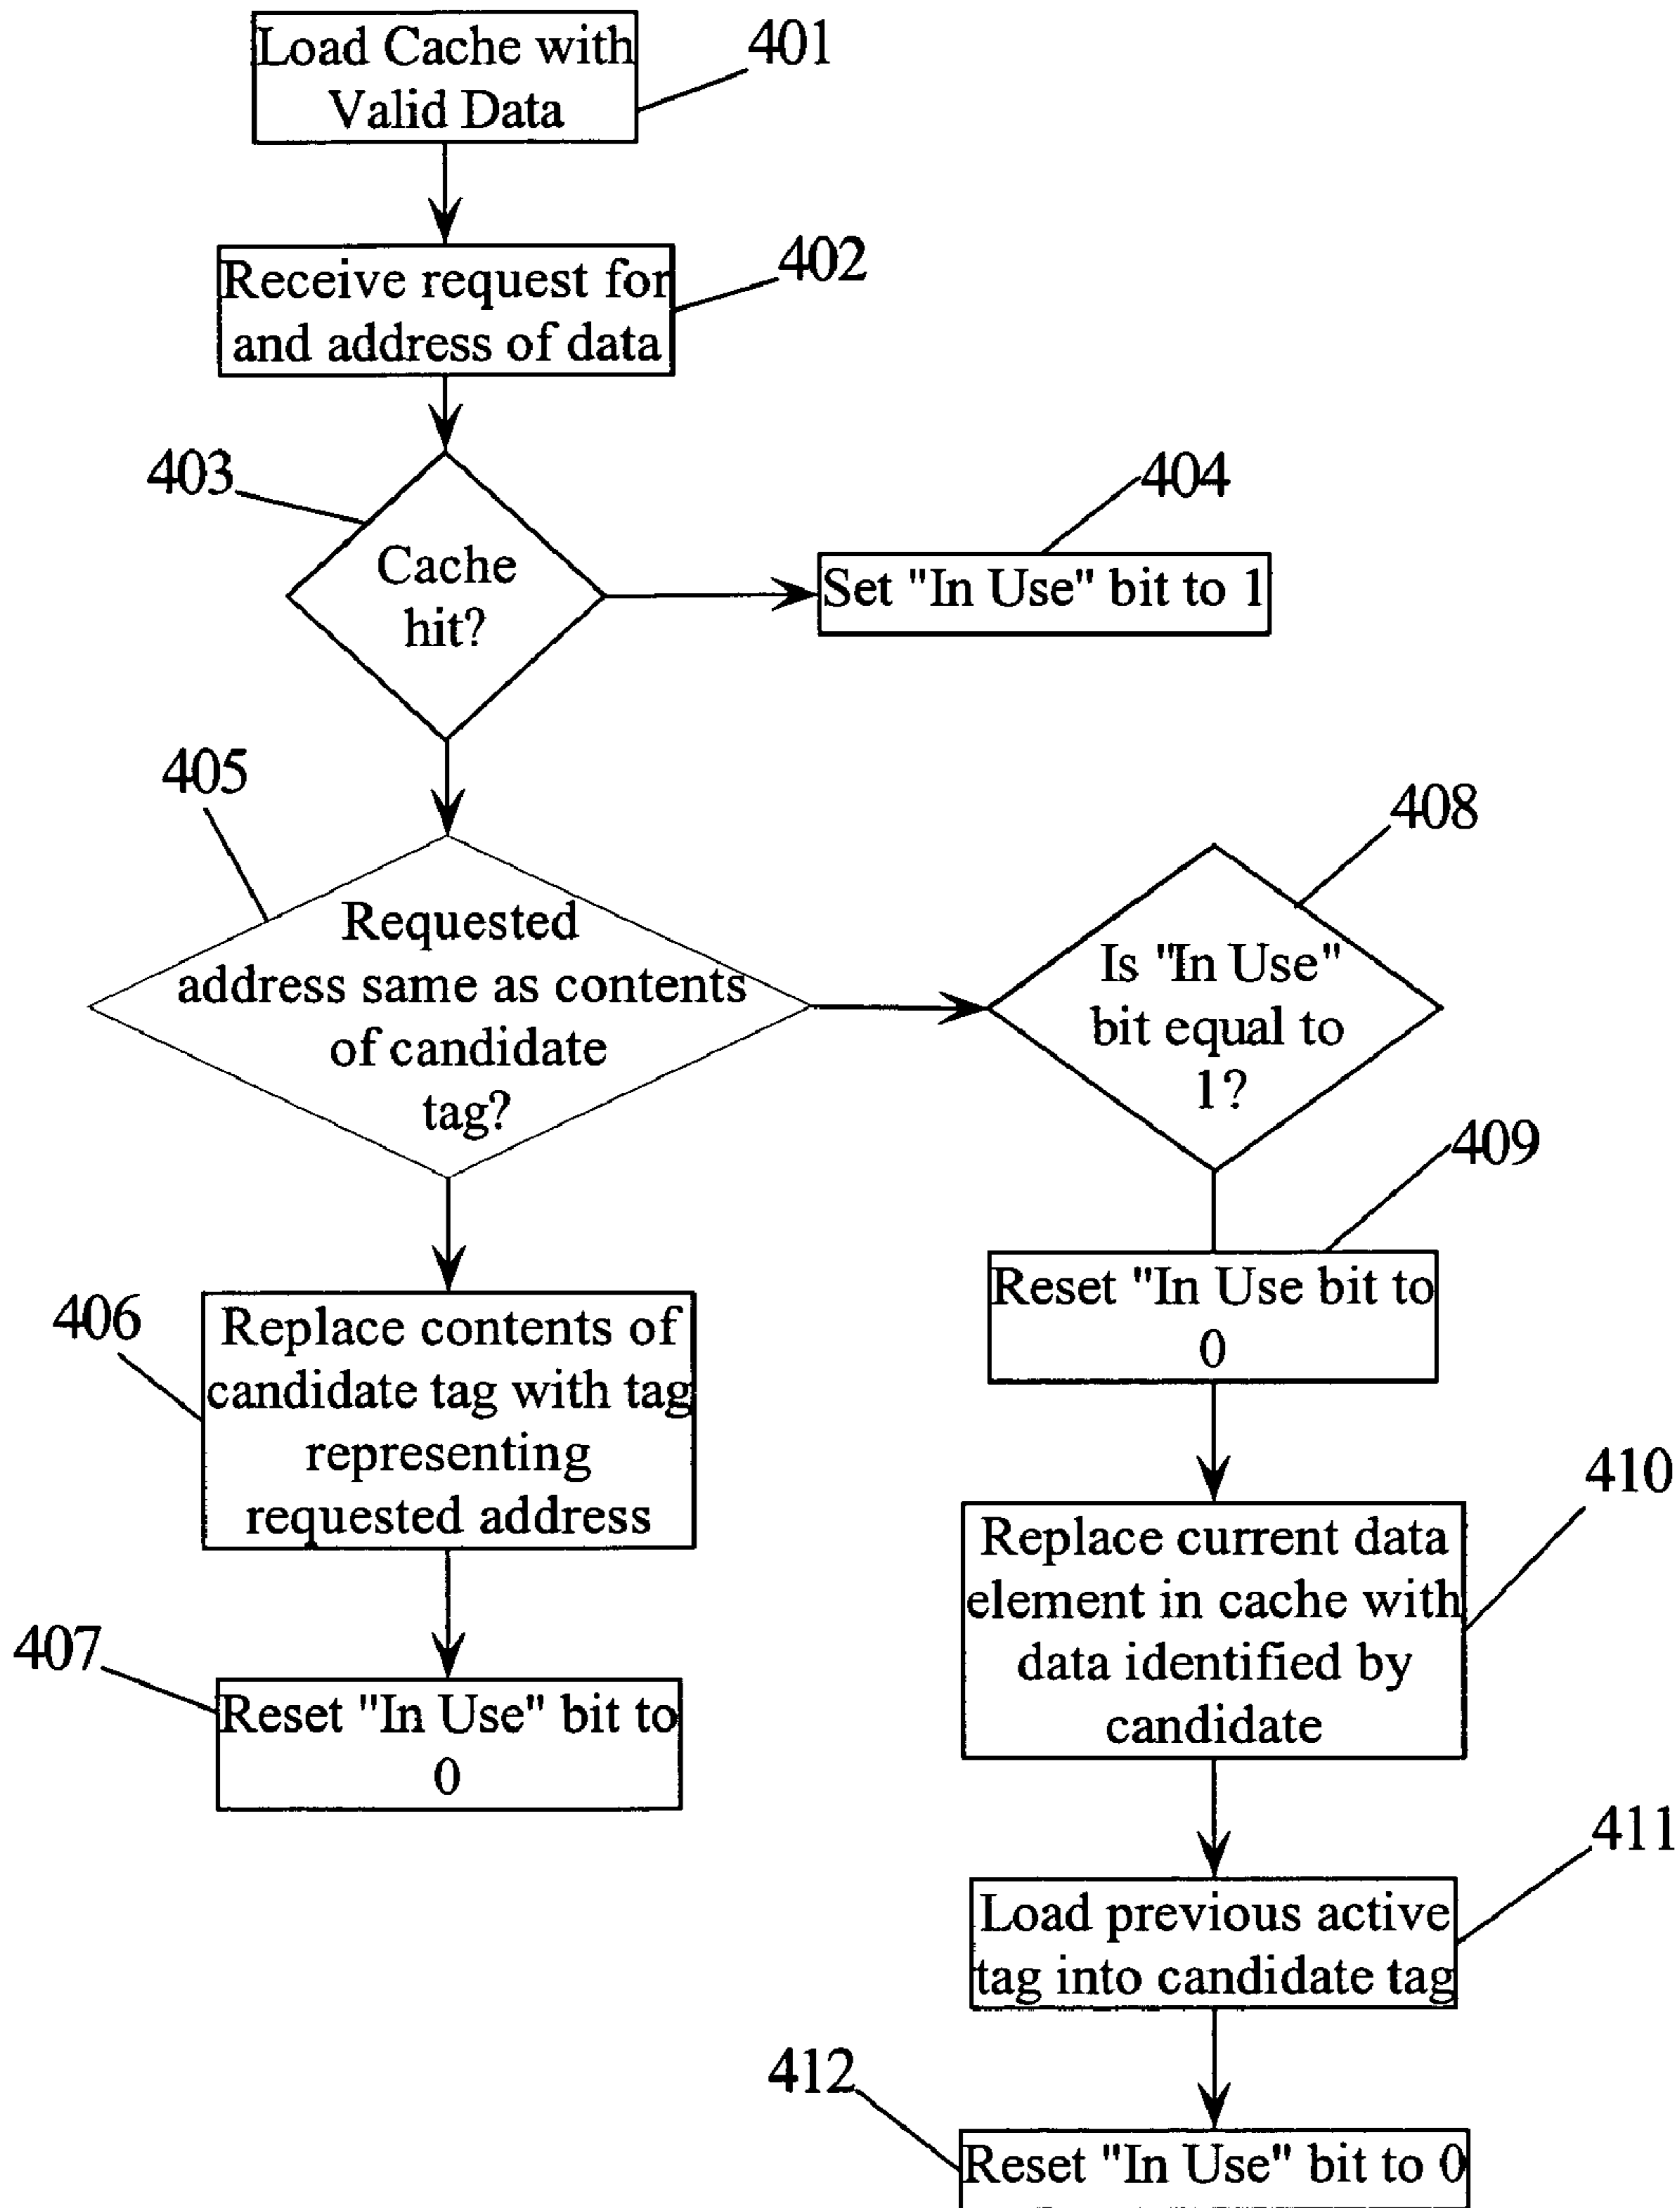 Load Cache with
Valid Data
401
Receive request for
and address of data
402
403
Cache
hit?
404
Set "In Use" bit to 1
405
Requested
address same as contents
of candidate
tag?
408
Is "In Use"
bit equal to
1?
406
Replace contents of
candidate tag with tag
representing
requested address
407
Reset "In Use" bit to
0
409
Reset "In Use bit to
0
410
Replace current data
element in cache with
data identified by
candidate
411
Load previous active
tag into candidate tag
412
Reset "In Use" bit to 0